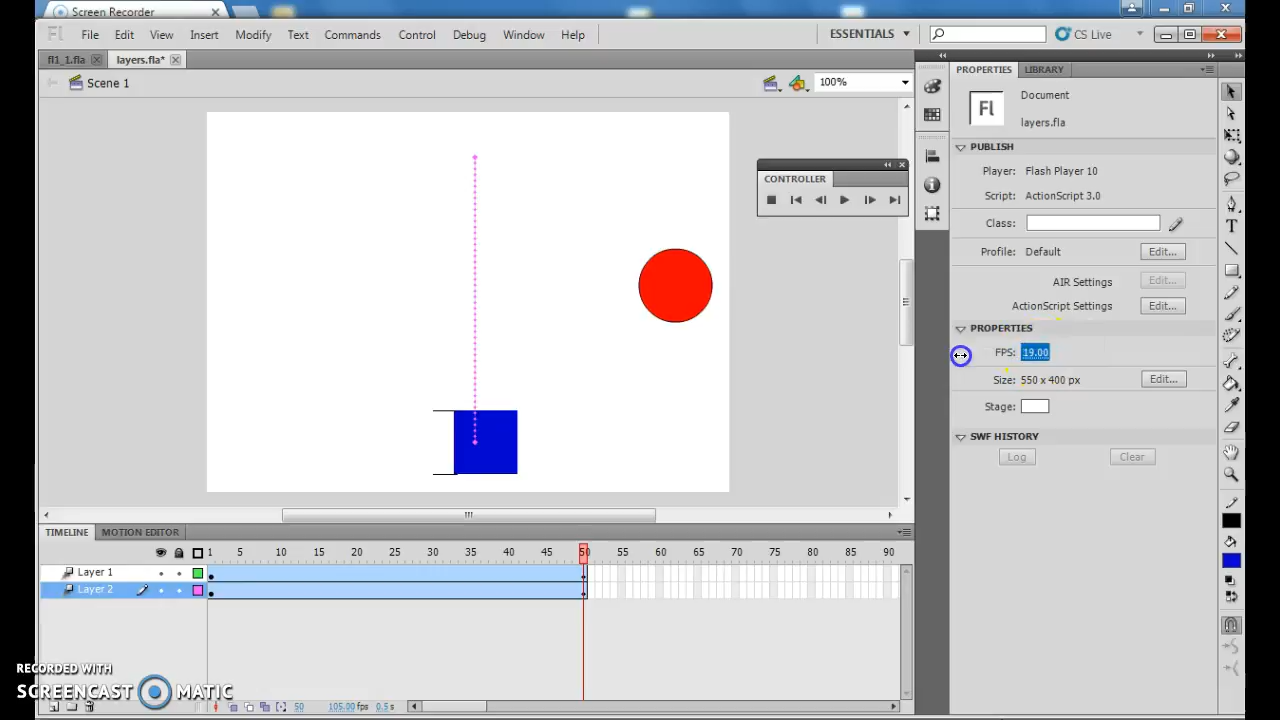 Screen Recorder
Fl File Edit View Insert Modify Text Commands Control Debug Window Help ESSENTIALS CS Live
fl1_1.fla layers.fla*
Scene 1 100%
CONTROLLER
PROPERTIES LIBRARY
Fl Document
layers.fla
PUBLISH
Player: Flash Player 10
Script: ActionScript 3.0
Class:
Profile: Default Edit...
AIR Settings Edit...
ActionScript Settings Edit...
PROPERTIES
FPS: 19.00
Size: 550 x 400 px Edit...
Stage:
SWF HISTORY
Log Clear
TIMELINE MOTION EDITOR
1 5 10 15 20 25 30 35 40 45 50 55 60 65 70 75 80 85 90
Layer 1
Layer 2
50 105.00 fps 0.5 s
RECORDED WITH
SCREENCAST MATIC